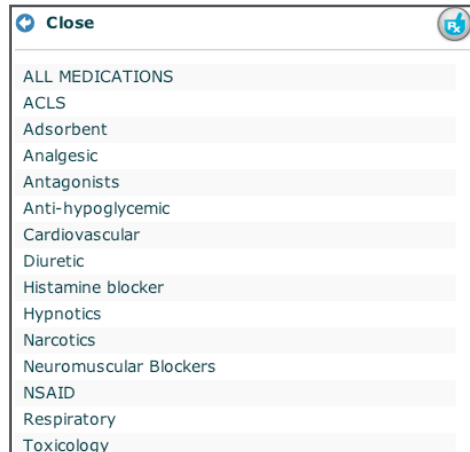 Close
Rx
ALL MEDICATIONS
ACLS
Adsorbent
Analgesic
Antagonists
Anti-hypoglycemic
Cardiovascular
Diuretic
Histamine blocker
Hypnotics
Narcotics
Neuromuscular Blockers
NSAID
Respiratory
Toxicology